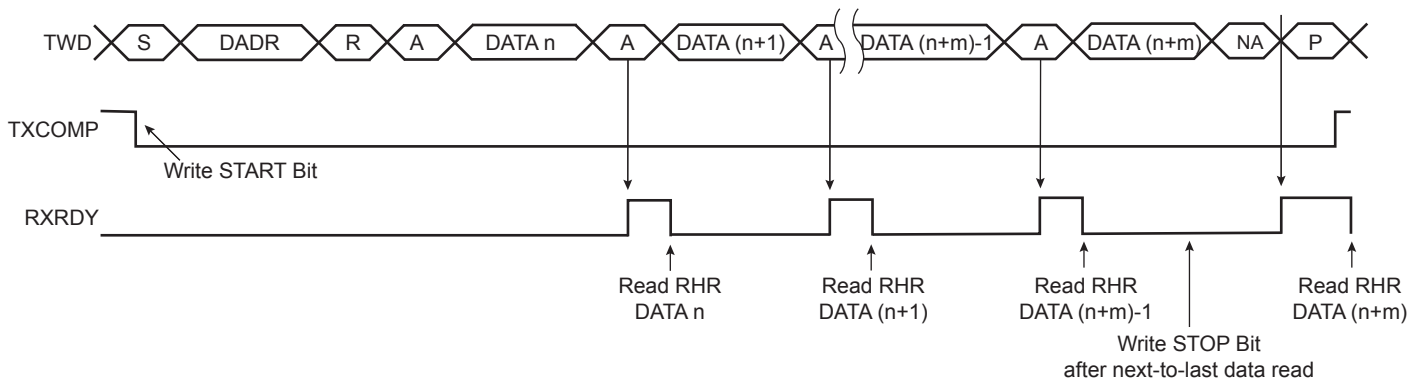 TWD S DADR R A DATA n A DATA (n+1) A DATA (n+m)-1 A DATA (n+m) NA P
TXCOMP
Write START Bit
RXRDY
Read RHR Read RHR Read RHR Read RHR
DATA n DATA (n+1) DATA (n+m)-1 DATA (n+m)
Write STOP Bit
after next-to-last data read